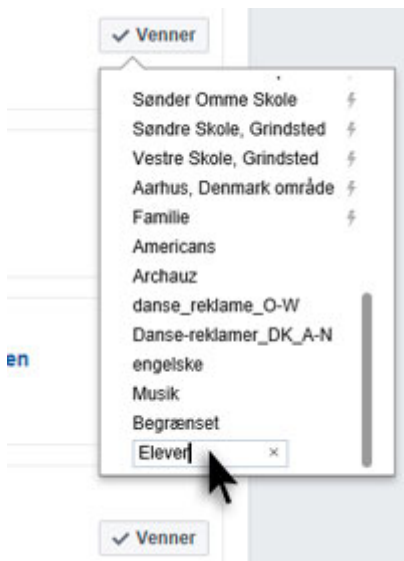 Venner
Sønder Omme Skole
Søndre Skole, Grindsted
Vestre Skole, Grindsted
Aarhus, Denmark område
Familie
Americans
Archauz
danse_reklame_O-W
Danse-reklamer_DK_A-N
en
engelske
Musik
Begrænset
Elever
Venner